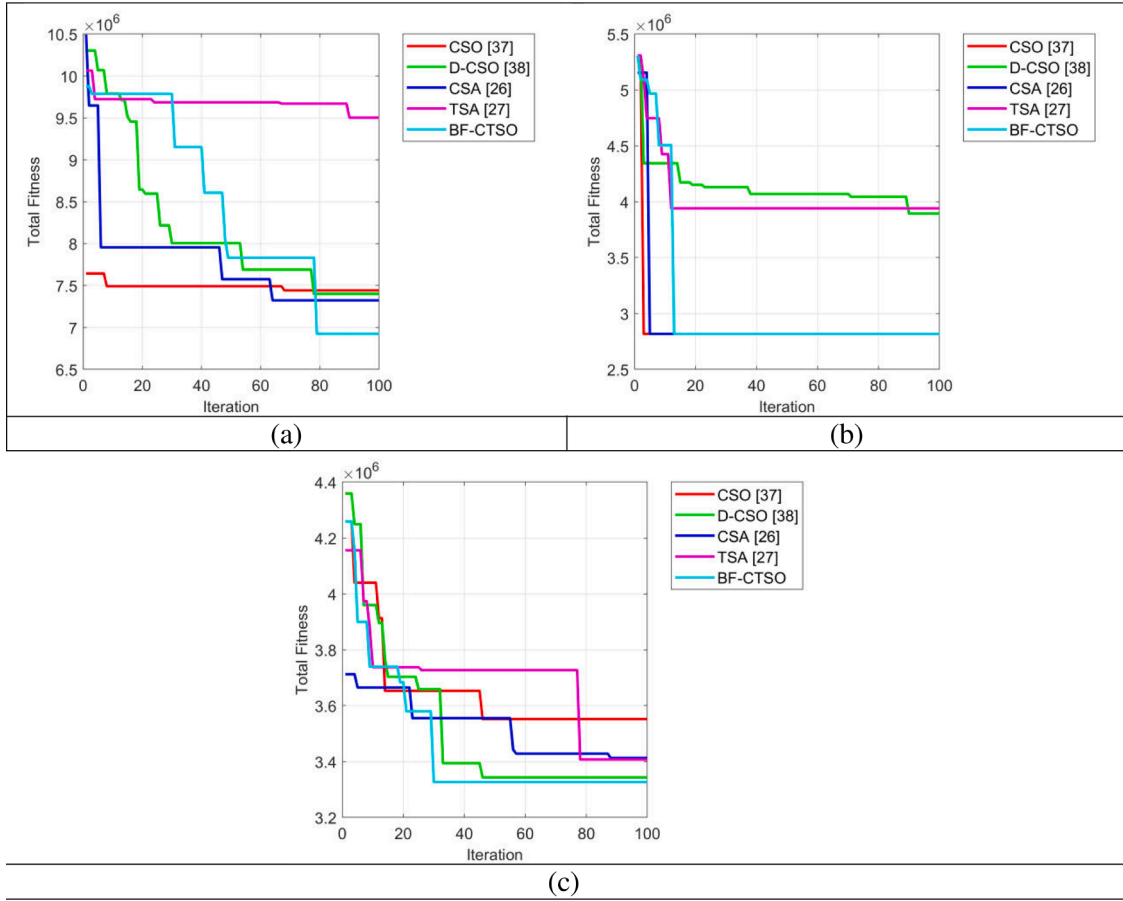 ×10^6
10.5
10
9.5
9
8.5
8
7.5
7
6.5
Total Fitness
0 20 40 60 80 100
Iteration
CSO [37]
D-CSO [38]
CSA [26]
TSA [27]
BF-CTSO
(a)
×10^6
5.5
5
4.5
4
3.5
3
2.5
Total Fitness
0 20 40 60 80 100
Iteration
CSO [37]
D-CSO [38]
CSA [26]
TSA [27]
BF-CTSO
(b)
×10^6
4.4
4.2
4
3.8
3.6
3.4
3.2
Total Fitness
0 20 40 60 80 100
Iteration
CSO [37]
D-CSO [38]
CSA [26]
TSA [27]
BF-CTSO
(c)